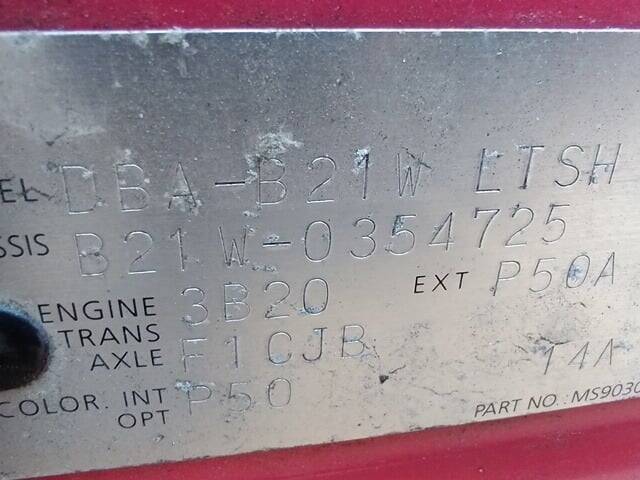 EL DBA-B21W LTSH
SSIS B21W-0354725
ENGINE 3B20 EXT P50A
TRANS AXLE F1CJB
COLOR. INT P50 14A
OPT PART NO.: MS9030